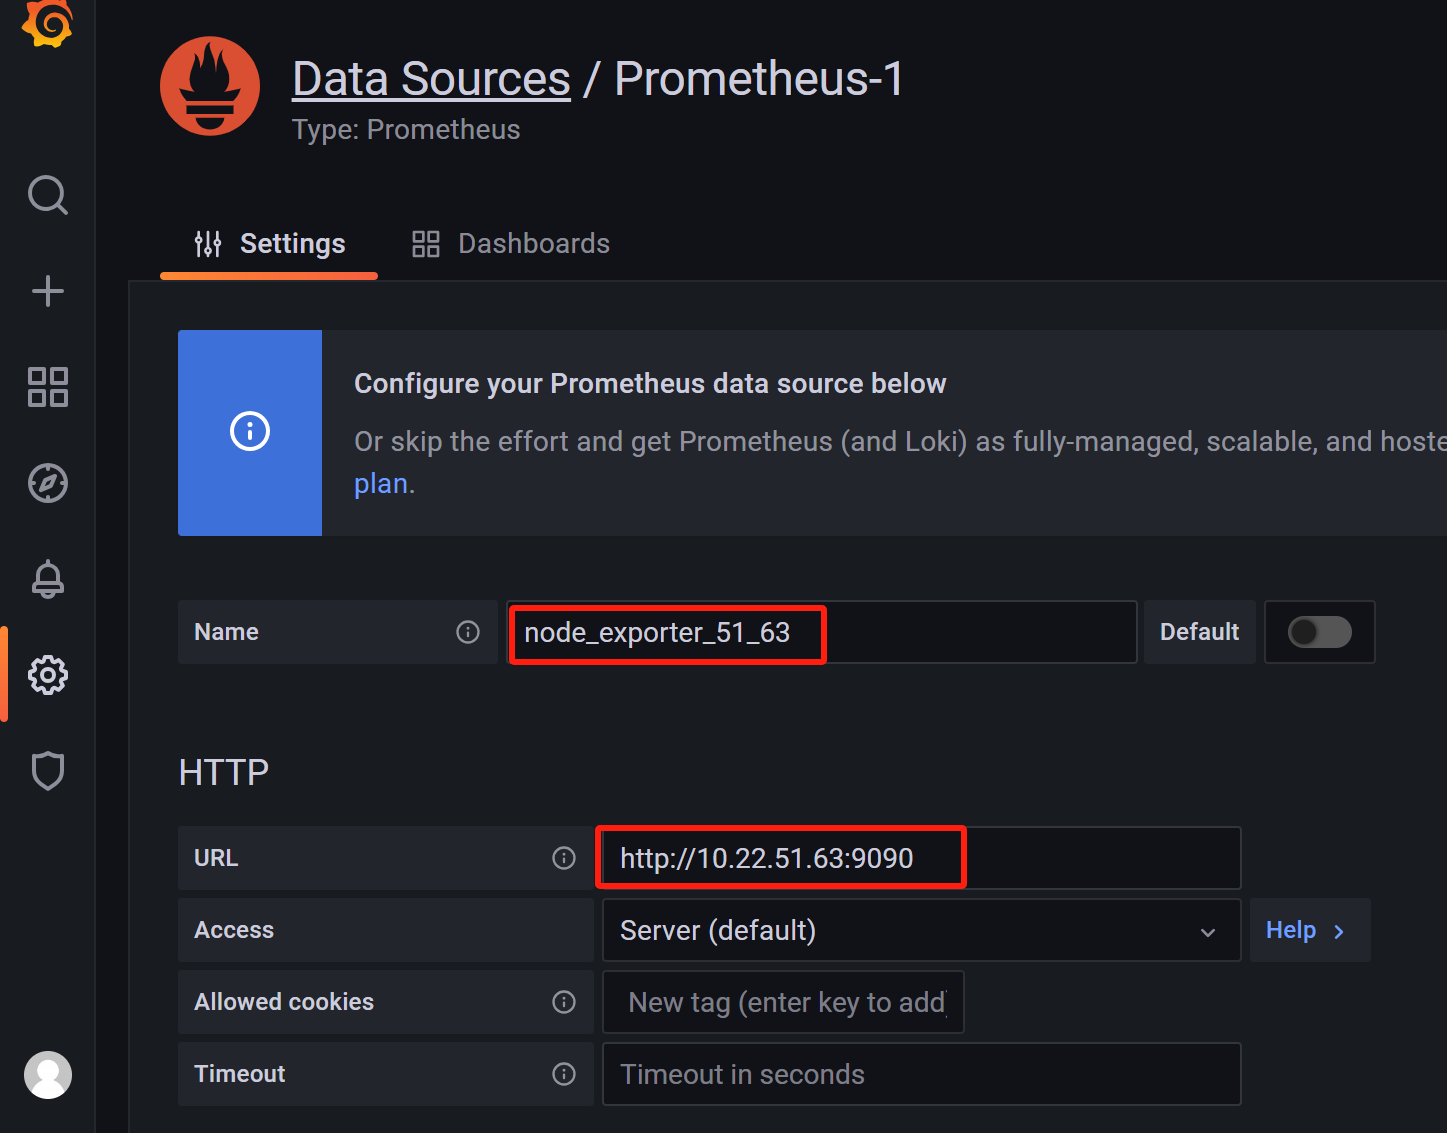 Data Sources / Prometheus-1
Type: Prometheus
Settings
Dashboards
Configure your Prometheus data source below
Or skip the effort and get Prometheus (and Loki) as fully-managed, scalable, and hoste
plan.
Name
node_exporter_51_63
Default
HTTP
URL
http://10.22.51.63:9090
Access
Server (default)
Help
Allowed cookies
New tag (enter key to add)
Timeout
Timeout in seconds